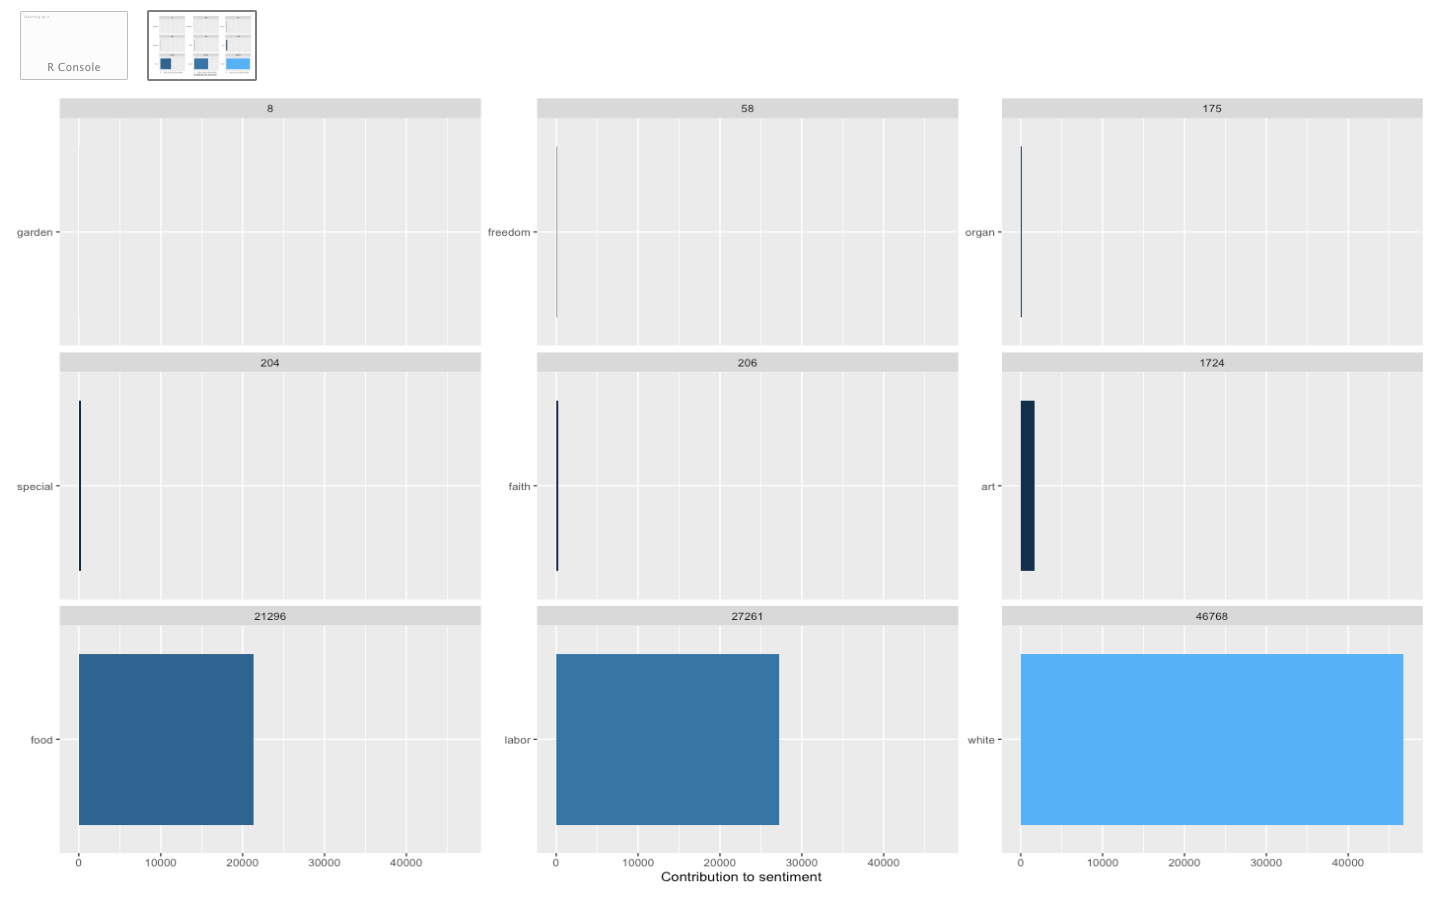 R Console
8
58
175
garden
freedom
organ
204
206
1724
special
faith
art
21296
27261
46768
food
labor
white
0 10000 20000 30000 40000
0 10000 20000 30000 40000
0 10000 20000 30000 40000
Contribution to sentiment